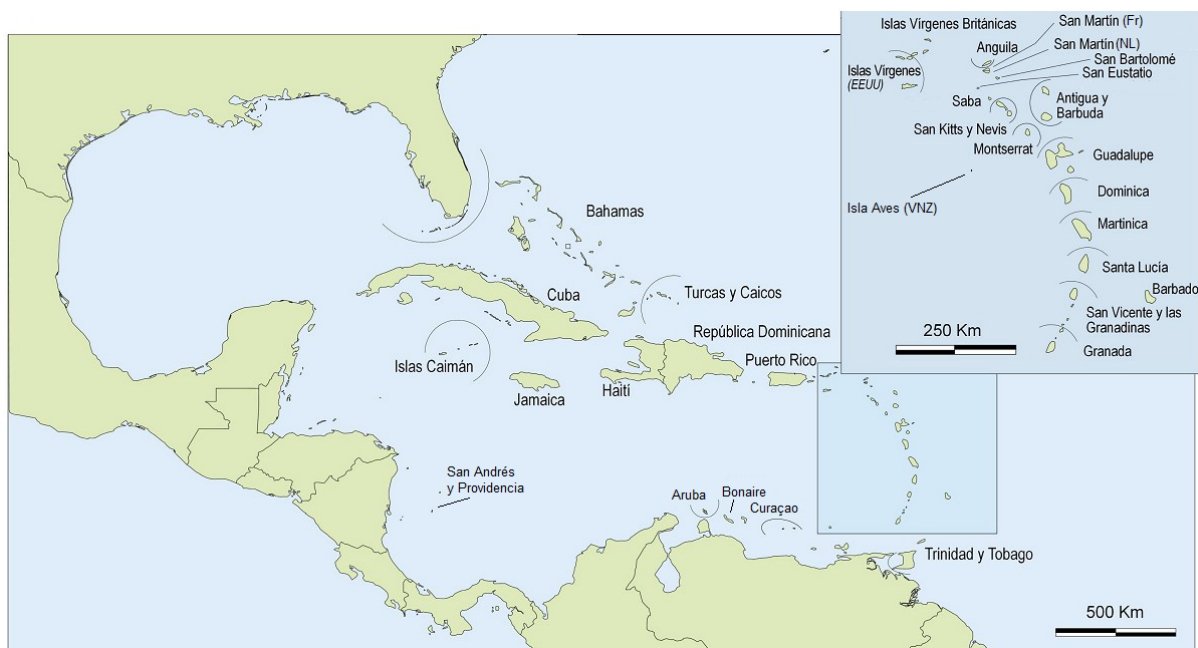 Islas Vírgenes Británicas
San Martín (Fr)
San Martín (NL)
Anguila
San Bartolomé
San Eustatio
Islas Vírgenes
(EEUU)
Saba
Antigua y
Barbuda
San Kitts y Nevis
Montserrat
Guadalupe
Dominica
Isla Aves (VNZ)
Martinica
Santa Lucía
Barbado
San Vicente y las
Granadinas
Granada
250 Km
Bahamas
Cuba
Turcas y Caicos
República Dominicana
Puerto Rico
Islas Caimán
Jamaica
Haití
San Andrés
y Providencia
Aruba
Bonaire
Curaçao
Trinidad y Tobago
500 Km